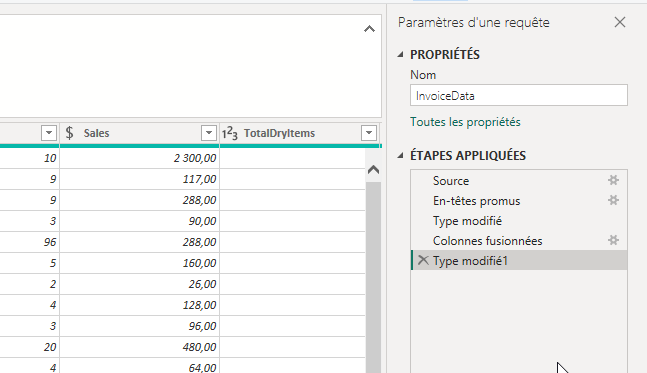 Paramètres d'une requête
PROPRIÉTÉS
Nom
InvoiceData
Toutes les propriétés
ÉTAPES APPLIQUÉES
Source
En-têtes promus
Type modifié
Colonnes fusionnées
Type modifié1
$ Sales 123 TotalDryItems
10 2 300,00
9 117,00
9 288,00
3 90,00
96 288,00
5 160,00
2 26,00
4 128,00
3 96,00
20 480,00
4 64,00